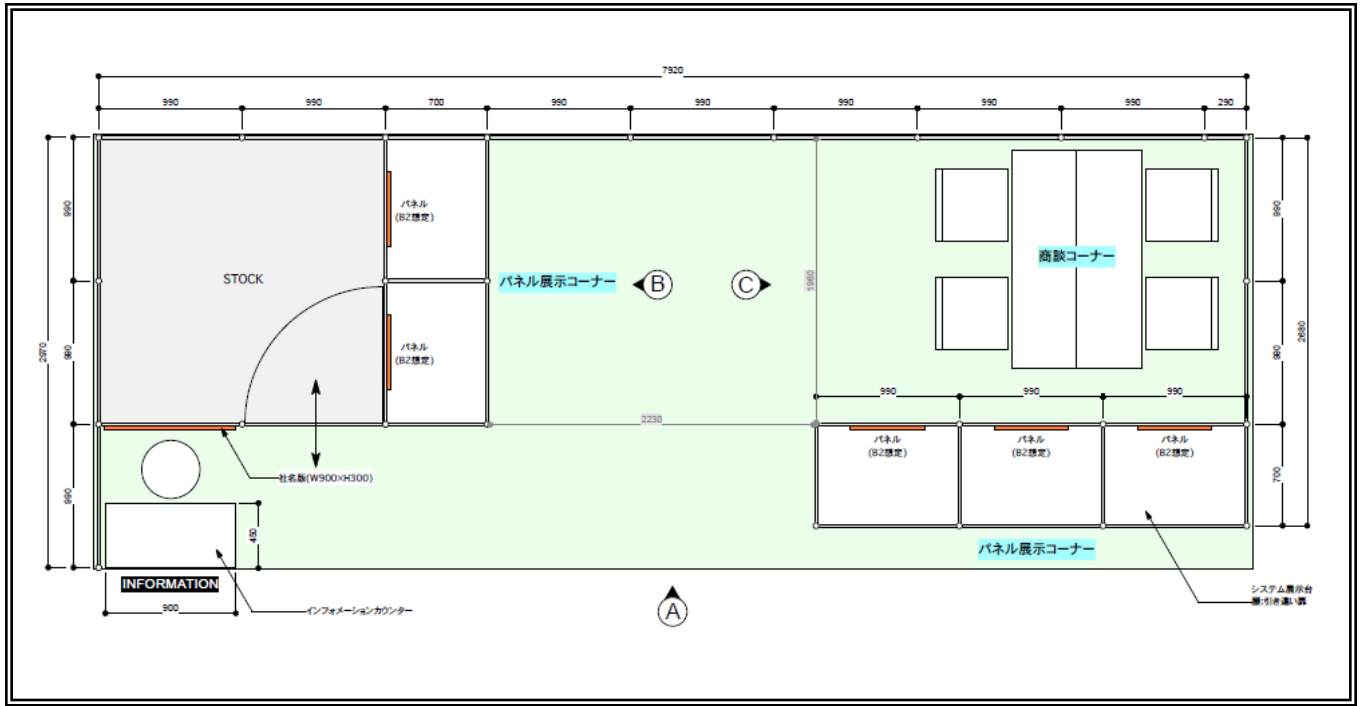 7920
990
990
700
990
990
990
990
990
290
2970
990
990
990
STOCK
パネル
(B2想定)
パネル
(B2想定)
パネル展示コーナー
B
C
1960
商談コーナー
990
990
2680
700
990
990
990
2230
パネル
(B2想定)
パネル
(B2想定)
パネル
(B2想定)
社名版(W900×H300)
450
パネル展示コーナー
INFORMATION
900
インフォメーションカウンター
A
システム展示台
腰:引き違い扉